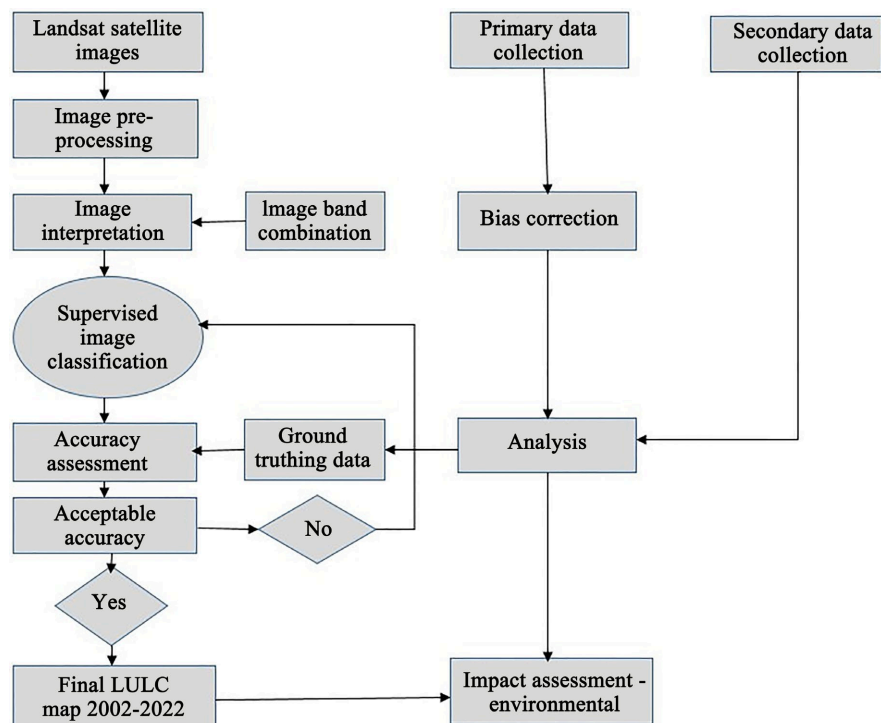 Landsat satellite
images
Image pre-
processing
Image
interpretation
Image band
combination
Supervised
image
classification
Accuracy
assessment
Ground
truthing data
Acceptable
accuracy
No
Yes
Final LULC
map 2002-2022
Primary data
collection
Bias correction
Analysis
Impact assessment -
environmental
Secondary data
collection